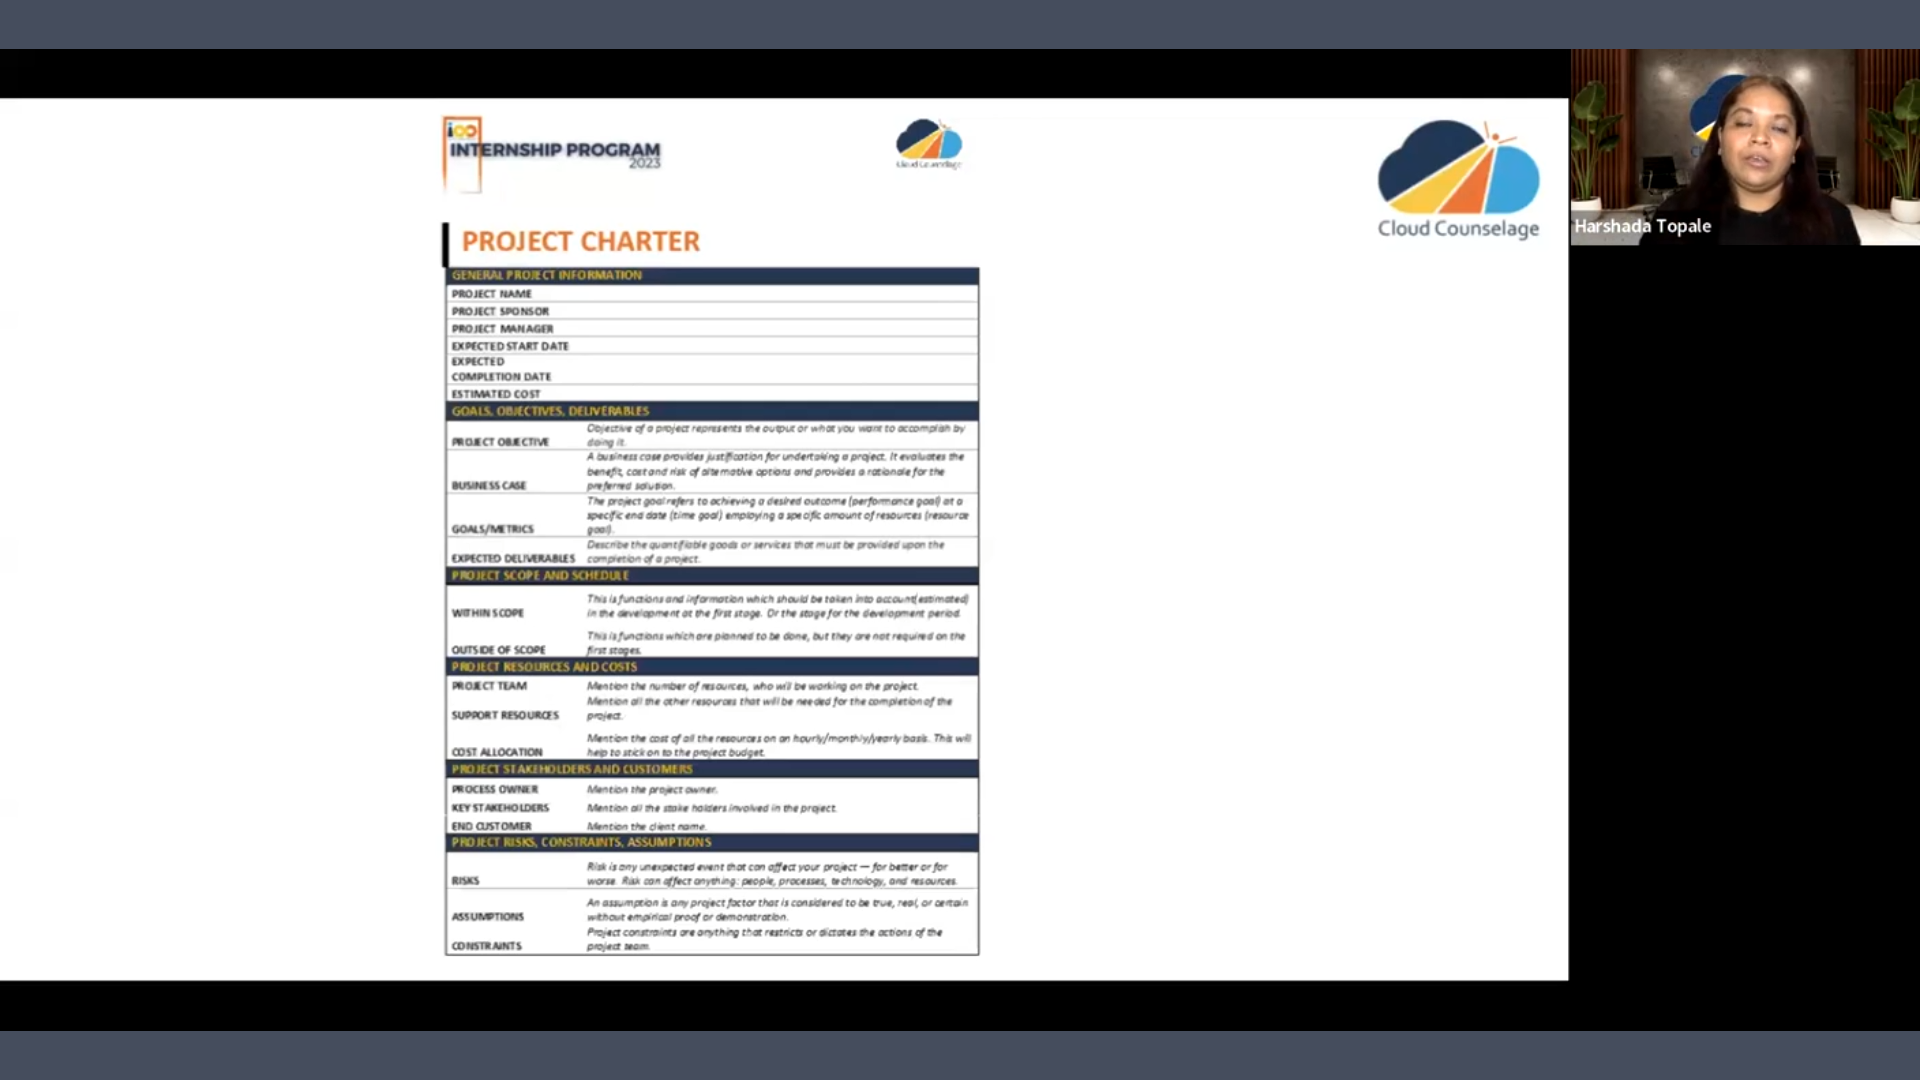 INTERNSHIP PROGRAM
2023
Cloud Counselage
Cloud Counselage
Harshada Topale
PROJECT CHARTER
GENERAL PROJECT INFORMATION
PROJECT NAME
PROJECT SPONSOR
PROJECT MANAGER
EXPECTED START DATE
EXPECTED
COMPLETION DATE
ESTIMATED COST
GOALS, OBJECTIVES, DELIVERABLES
PROJECT OBJECTIVE
Objective of a project represents the output or what you want to accomplish by
doing it.
BUSINESS CASE
A business case provides justification for undertaking a project. It evaluates the
benefit, cost and risk of alternative options and provides a rationale for the
preferred solution.
GOALS/METRICS
The project goal refers to achieving a desired outcome (performance goal) at a
specific end date (time goal) employing a specific amount of resources (resource
goal).
EXPECTED DELIVERABLES
Describe the quantifiable goods or services that must be provided upon the
completion of a project.
PROJECT SCOPE AND SCHEDULE
WITHIN SCOPE
This is functions and information which should be taken into account(estimated)
in the development at the first stage. Or the stage for the development period.
OUTSIDE OF SCOPE
This is functions which are planned to be done, but they are not required on the
first stages.
PROJECT RESOURCES AND COSTS
PROJECT TEAM
Mention the number of resources, who will be working on the project.
SUPPORT RESOURCES
Mention all the other resources that will be needed for the completion of the
project.
COST ALLOCATION
Mention the cost of all the resources on an hourly/monthly/yearly basis. This will
help to stick on to the project budget.
PROJECT STAKEHOLDERS AND CUSTOMERS
PROCESS OWNER
Mention the project owner.
KEY STAKEHOLDERS
Mention all the stake holders involved in the project.
END CUSTOMER
Mention the client name.
PROJECT RISKS, CONSTRAINTS, ASSUMPTIONS
RISKS
Risk is any unexpected event that can affect your project — for better or for
worse. Risk can affect anything: people, processes, technology, and resources.
ASSUMPTIONS
An assumption is any project factor that is considered to be true, real, or certain
without empirical proof or demonstration.
CONSTRAINTS
Project constraints are anything that restricts or dictates the actions of the
project team.